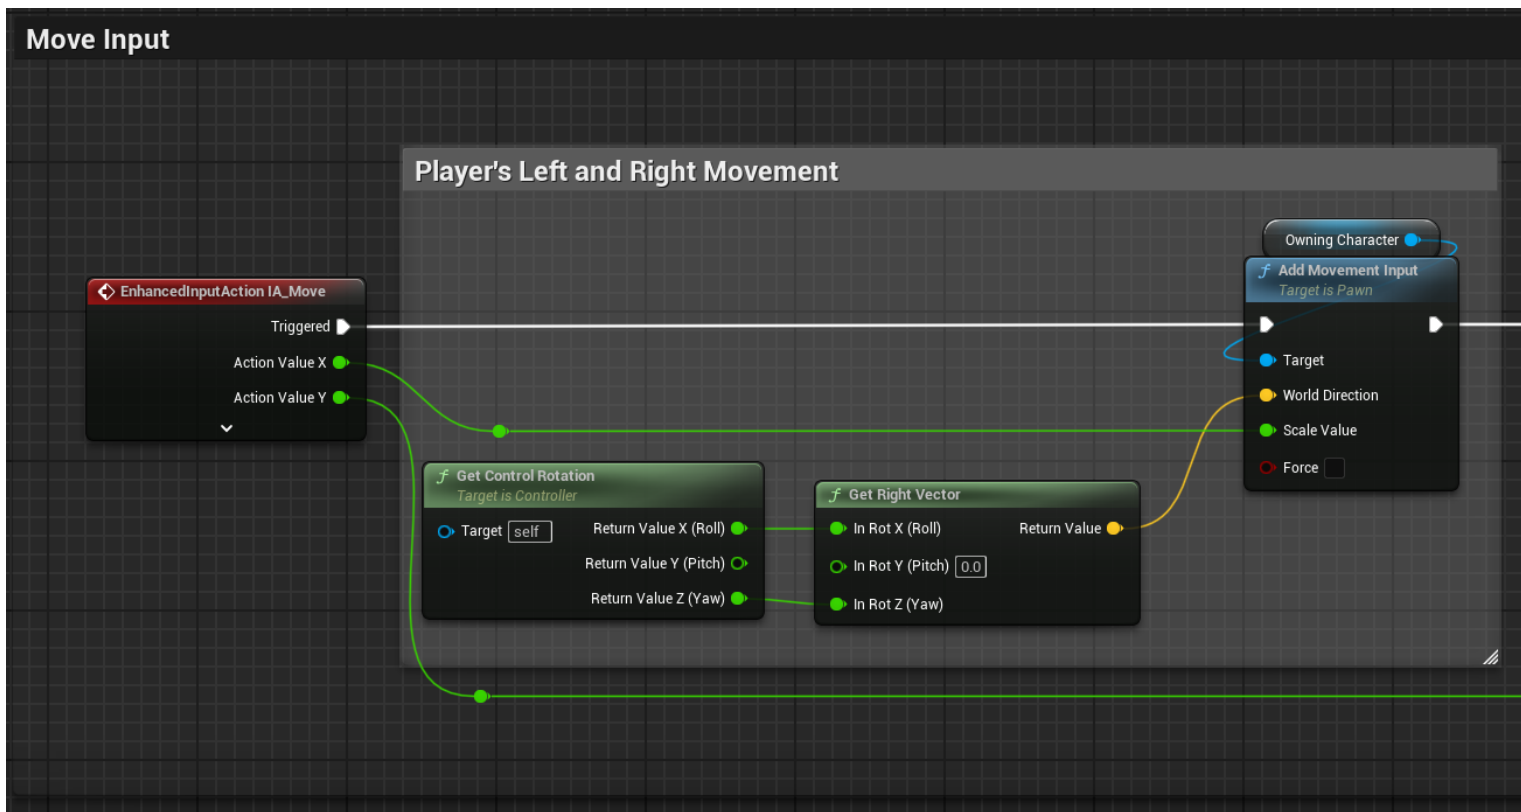 Move Input
Player's Left and Right Movement
Owning Character
EnhancedInputAction IA_Move
Triggered
Action Value X
Action Value Y
Add Movement Input
Target is Pawn
Target
World Direction
Scale Value
Force
Get Control Rotation
Target is Controller
Target self
Return Value X (Roll)
Return Value Y (Pitch)
Return Value Z (Yaw)
Get Right Vector
In Rot X (Roll)
Return Value
In Rot Y (Pitch) 0.0
In Rot Z (Yaw)